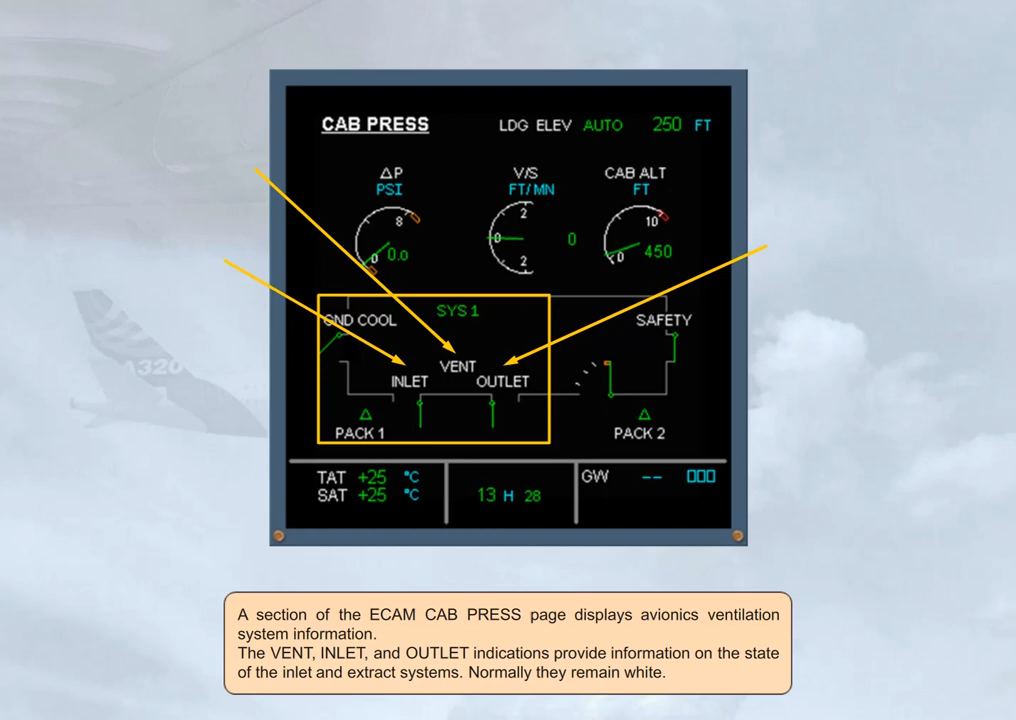 CAB PRESS LDG ELEV AUTO 250 FT
ΔP V/S CAB ALT
PSI FT/MN FT
8 2 10
0 0.0 0 0 0 450
2
SYS 1
GND COOL SAFETY
VENT
INLET OUTLET
PACK 1 PACK 2
TAT +25 °C GW -- 
SAT +25 °C 13 H 28
A320
A section of the ECAM CAB PRESS page displays avionics ventilation
system information.
The VENT, INLET, and OUTLET indications provide information on the state
of the inlet and extract systems. Normally they remain white.